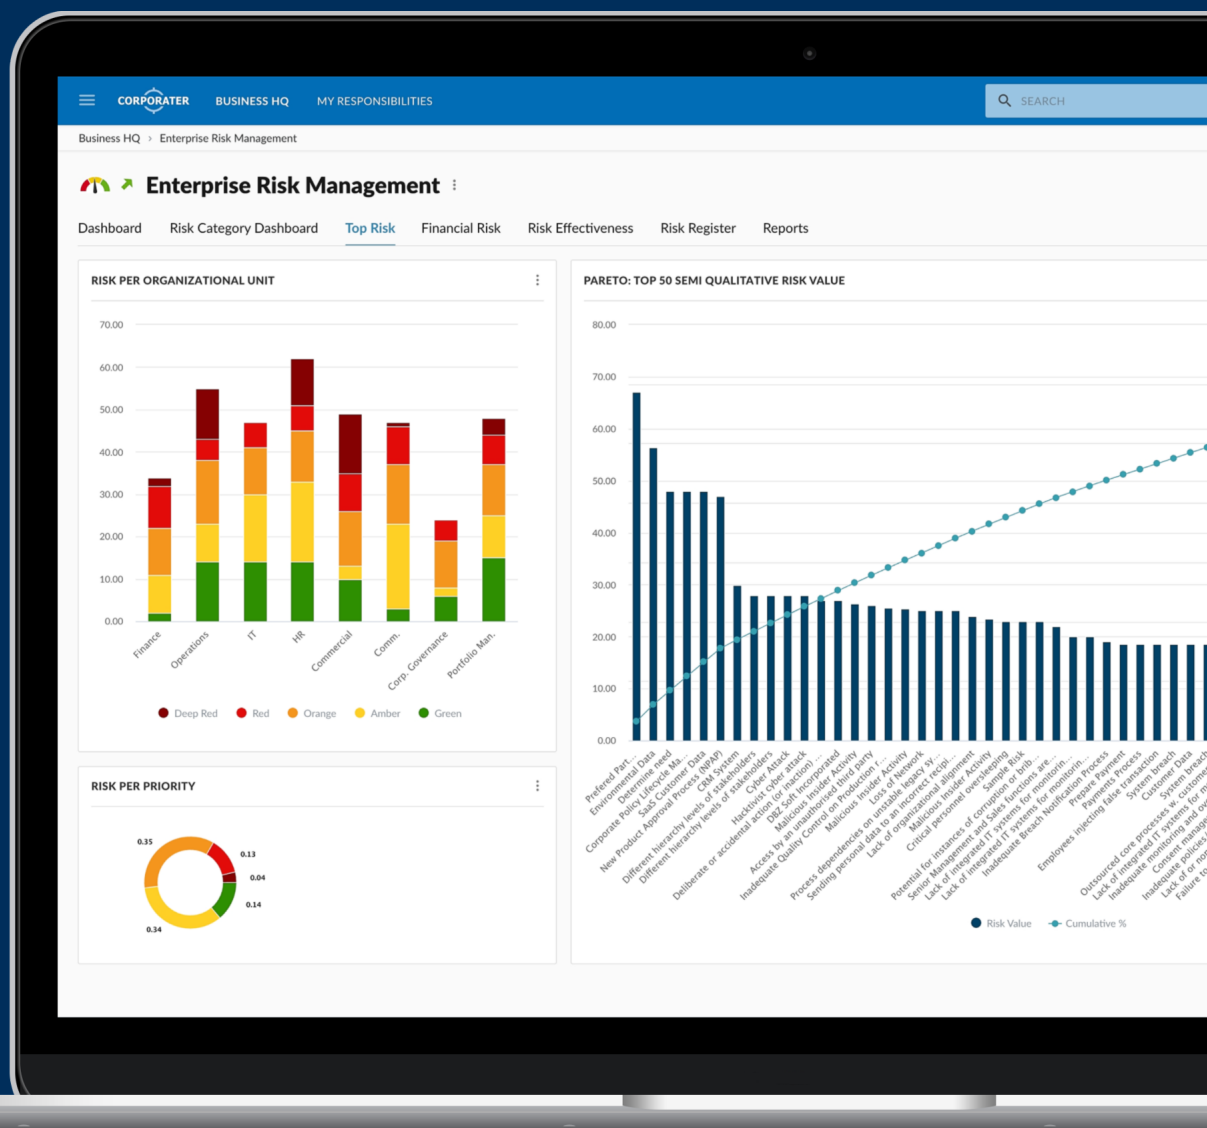 CORPORATER
BUSINESS HQ
MY RESPONSIBILITIES
SEARCH
Business HQ > Enterprise Risk Management
Enterprise Risk Management
Dashboard
Risk Category Dashboard
Top Risk
Financial Risk
Risk Effectiveness
Risk Register
Reports
RISK PER ORGANIZATIONAL UNIT
70.00
60.00
50.00
40.00
30.00
20.00
10.00
0.00
Finance
Operations
IT
HR
Commercial
Comm.
Corp. Governance
Portfolio Man.
Deep Red
Red
Orange
Amber
Green
RISK PER PRIORITY
0.35
0.13
0.04
0.14
0.34
PARETO: TOP 50 SEMI QUALITATIVE RISK VALUE
80.00
70.00
60.00
50.00
40.00
30.00
20.00
10.00
0.00
Prefered Part...
Environmental Data
Determine need
Corporate Policy Lifecycle Ma...
SaaS Customer Data
New Product Approval Process (NPAP)
CRM System
Different hierarchy levels of stakeholders
Different hierarchy levels of stakeholders
Cyber Attack
Hacktivist cyber attack
Deliberate or accidental action (or inaction) ...
DBZ Soft Incorporated
Malicious Insider Activity
Access by an unauthorised third party
Inadequate Quality Control on Production r...
Malicious Insider Activity
Loss of Network
Process dependencies on unstable legacy sy...
Sending personal data to an incorrect recipi...
Lack of organizational alignment
Malicious Insider Activity
Critical personnel oversleeping
Sample Risk
Potential for instances of corruption or brib...
Senior Management and Sales functions are...
Lack of integrated IT systems for monitorin...
Lack of integrated IT systems for monitorin...
Inadequate Breach Notification Process
Prepare Payment
Payments Process
Employees injecting false transaction
System breach
Customer Data
System breach
Outsourced core processes w. custome
Lack of integrated IT systems for mo
Inadequate monitoring and ov
Consent manage
Inadequate policies
Lack of or non
Failure to
Risk Value
Cumulative %